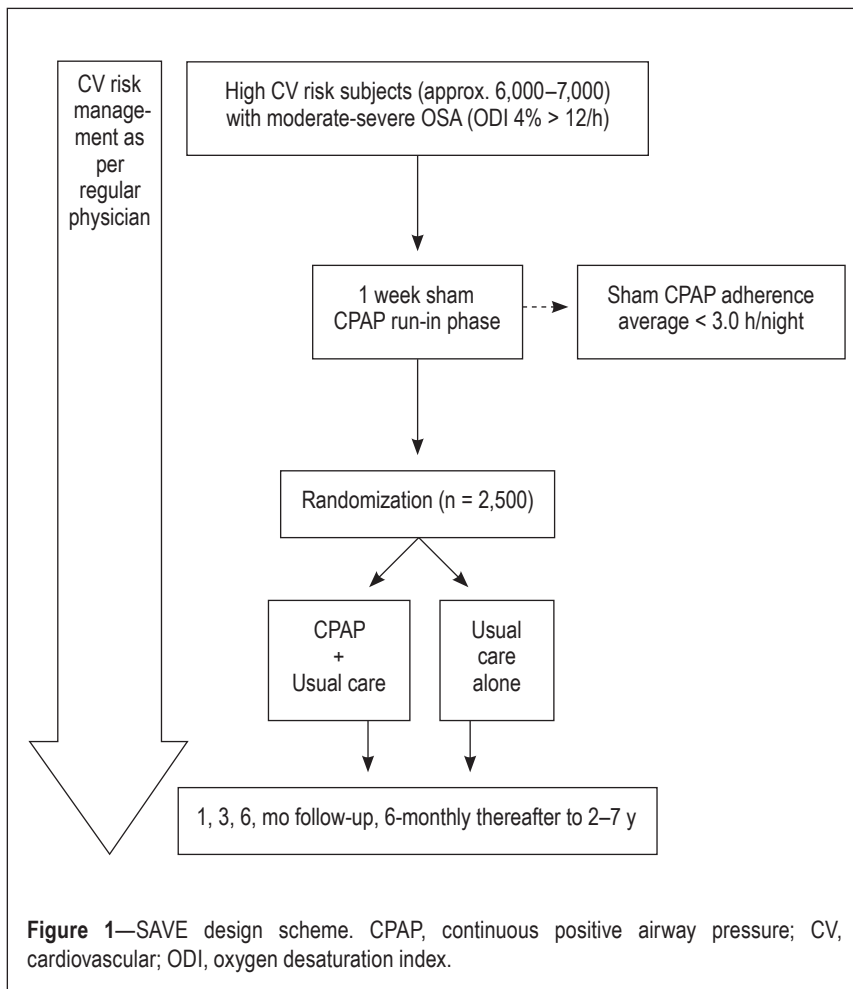 CV risk
manage-
ment as
per
regular
physician
High CV risk subjects (approx. 6,000–7,000)
with moderate-severe OSA (ODI 4% > 12/h)
1 week sham
CPAP run-in phase
Sham CPAP adherence
average < 3.0 h/night
Randomization (n = 2,500)
CPAP
+
Usual care
Usual
care
alone
1, 3, 6, mo follow-up, 6-monthly thereafter to 2–7 y
Figure 1—SAVE design scheme. CPAP, continuous positive airway pressure; CV,
cardiovascular; ODI, oxygen desaturation index.